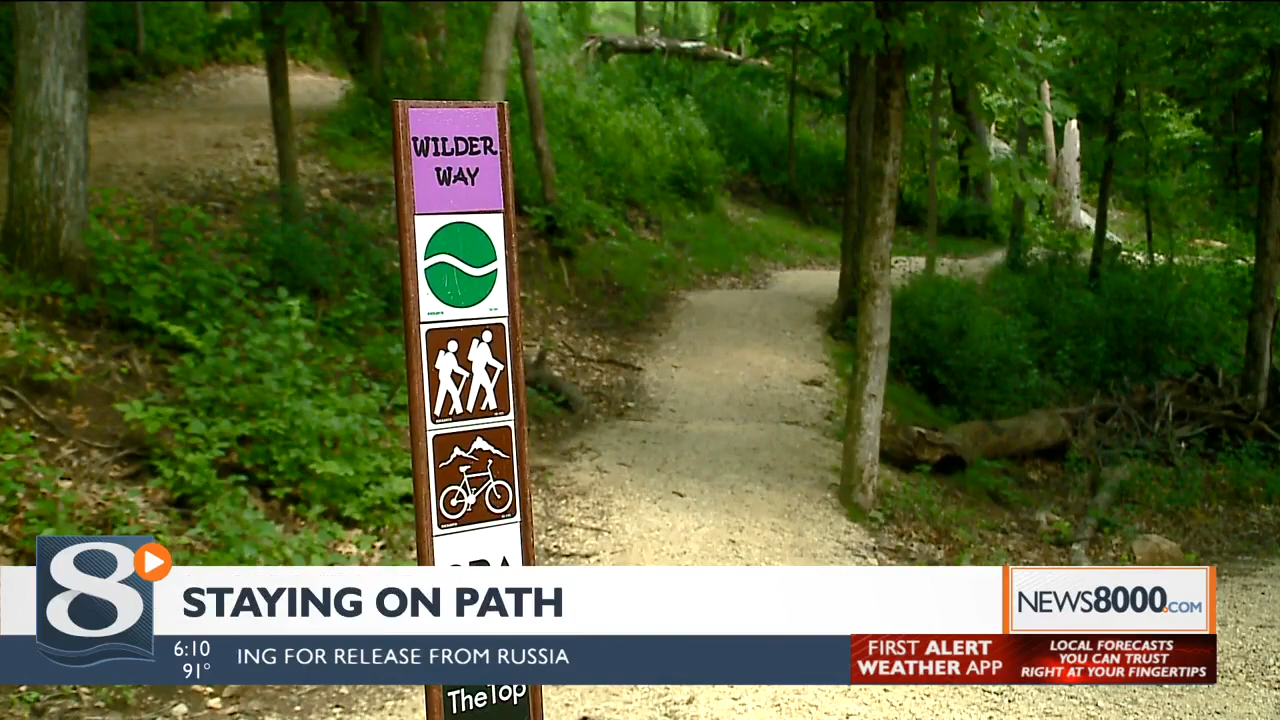 WILDER
WAY
8
STAYING ON PATH
NEWS8000.COM
6:10
91°
ING FOR RELEASE FROM RUSSIA
FIRST ALERT
WEATHER APP
LOCAL FORECASTS
YOU CAN TRUST
RIGHT AT YOUR FINGERTIPS
TheTop